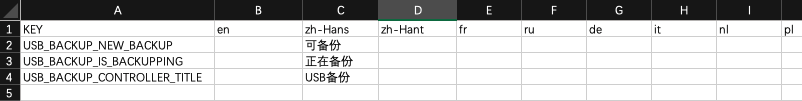 A B C D E F G H I
1 KEY en zh-Hans zh-Hant fr ru de it nl pl
2 USB_BACKUP_NEW_BACKUP 可备份
3 USB_BACKUP_IS_BACKUPPING 正在备份
4 USB_BACKUP_CONTROLLER_TITLE USB备份
5